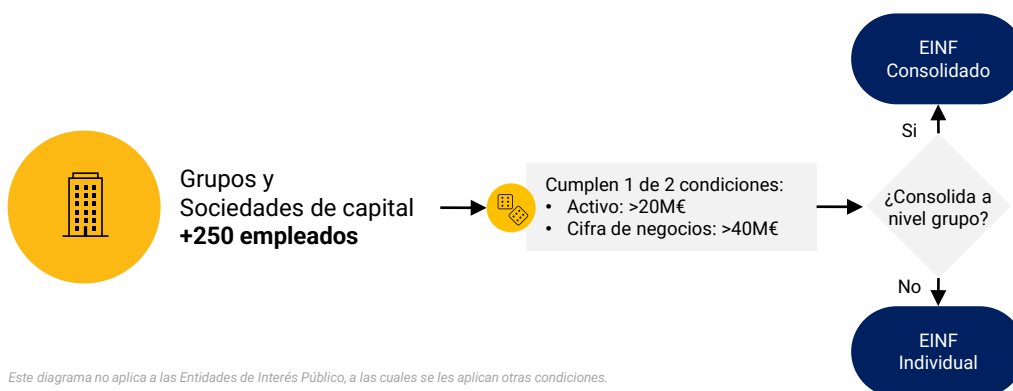 Grupos y
Sociedades de capital
+250 empleados
Cumplen 1 de 2 condiciones:
• Activo: >20M€
• Cifra de negocios: >40M€
¿Consolida a
nivel grupo?
Si
EINF
Consolidado
No
EINF
Individual
Este diagrama no aplica a las Entidades de Interés Público, a las cuales se les aplican otras condiciones.